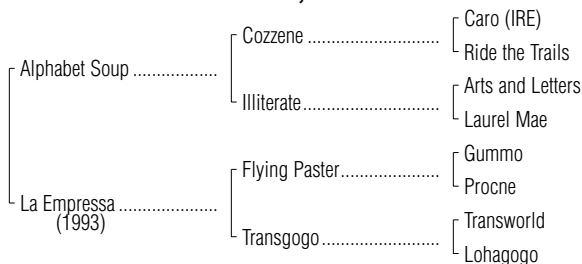 Caro (IRE)
Cozzene ..............................
Ride the Trails
Alphabet Soup ..................
Arts and Letters
Illiterate...............................
Laurel Mae
Gummo
Flying Paster......................
Procne
La Empressa .....................
(1993)
Transworld
Transgogo ...........................
Lohagogo